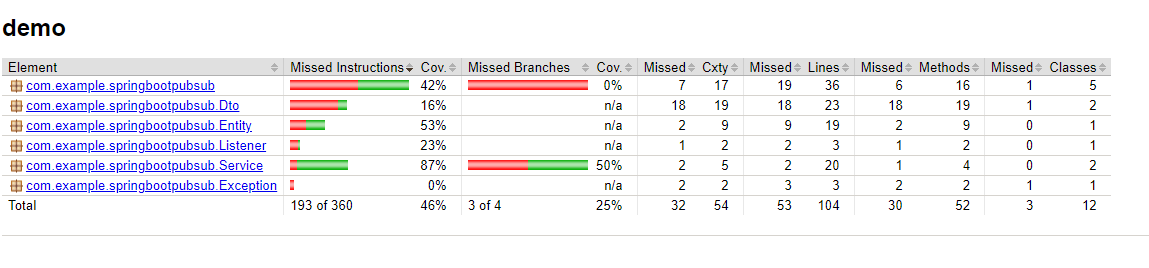 demo
Element Missed Instructions Cov. Missed Branches Cov. Missed Cxty Missed Lines Missed Methods Missed Classes
com.example.springbootpubsub 42% 0% 7 17 19 36 6 16 1 5
com.example.springbootpubsub.Dto 16% n/a 18 19 18 23 18 19 1 2
com.example.springbootpubsub.Entity 53% n/a 2 9 9 19 2 9 0 1
com.example.springbootpubsub.Listener 23% n/a 1 2 2 3 1 2 0 1
com.example.springbootpubsub.Service 87% 50% 2 5 2 20 1 4 0 2
com.example.springbootpubsub.Exception 0% n/a 2 2 3 3 2 2 1 1
Total 193 of 360 46% 3 of 4 25% 32 54 53 104 30 52 3 12